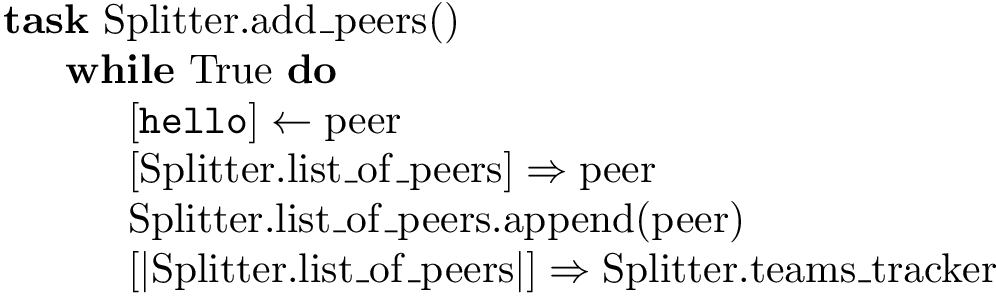 task Splitter.add_peers()
while True do
[hello] ← peer
[Splitter.list_of_peers] ⇒ peer
Splitter.list_of_peers.append(peer)
[|Splitter.list_of_peers|] ⇒ Splitter.teams_tracker